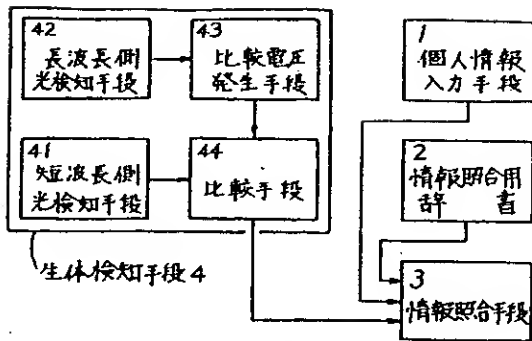 42
長波長側
光検知手段
43
比較電圧
発生手段
41
短波長側
光検知手段
44
比較手段
生体検知手段4
1
個人情報
入力手段
2
情報照合用
辞書
3
情報照合手段